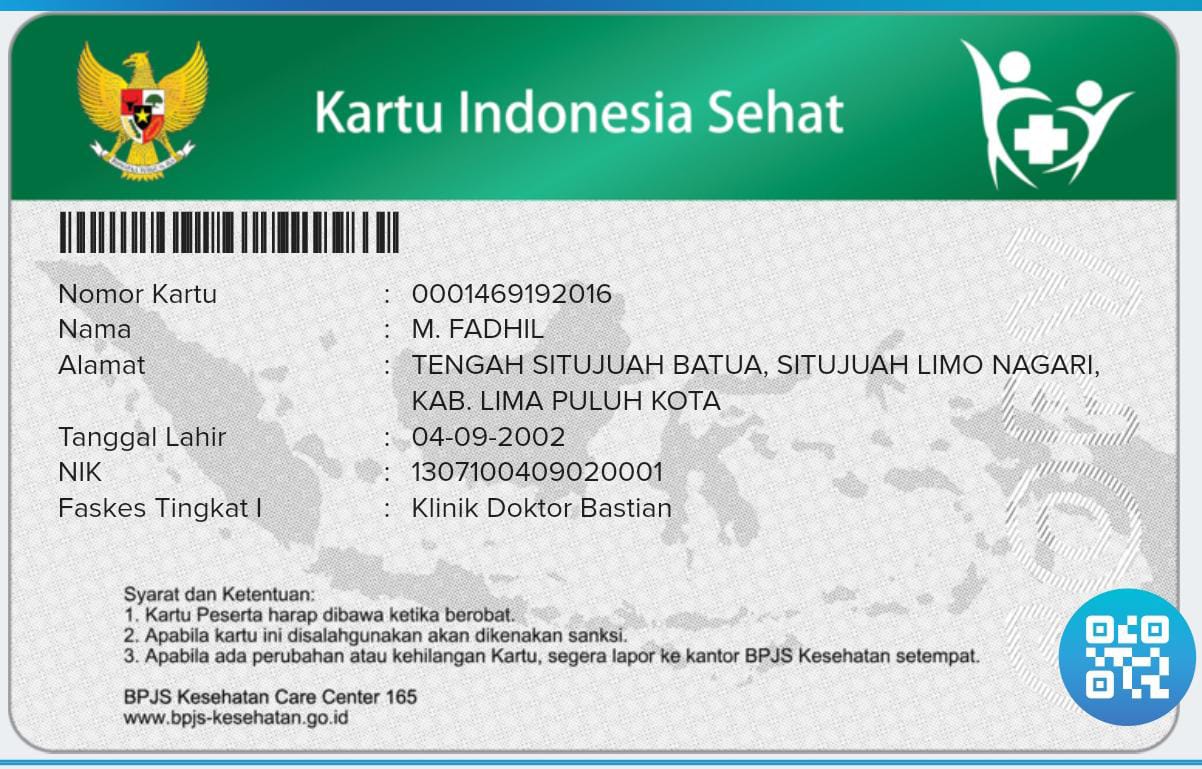 Kartu Indonesia Sehat
Nomor Kartu : 0001469192016
Nama : M. FADHIL
Alamat : TENGAH SITUJUAH BATUA, SITUJUAH LIMO NAGARI,
KAB. LIMA PULUH KOTA
Tanggal Lahir : 04-09-2002
NIK : 1307100409020001
Faskes Tingkat I : Klinik Doktor Bastian
Syarat dan Ketentuan:
1. Kartu Peserta harap dibawa ketika berobat.
2. Apabila kartu ini disalahgunakan akan dikenakan sanksi.
3. Apabila ada perubahan atau kehilangan Kartu, segera lapor ke kantor BPJS Kesehatan setempat.
BPJS Kesehatan Care Center 165
www.bpjs-kesehatan.go.id